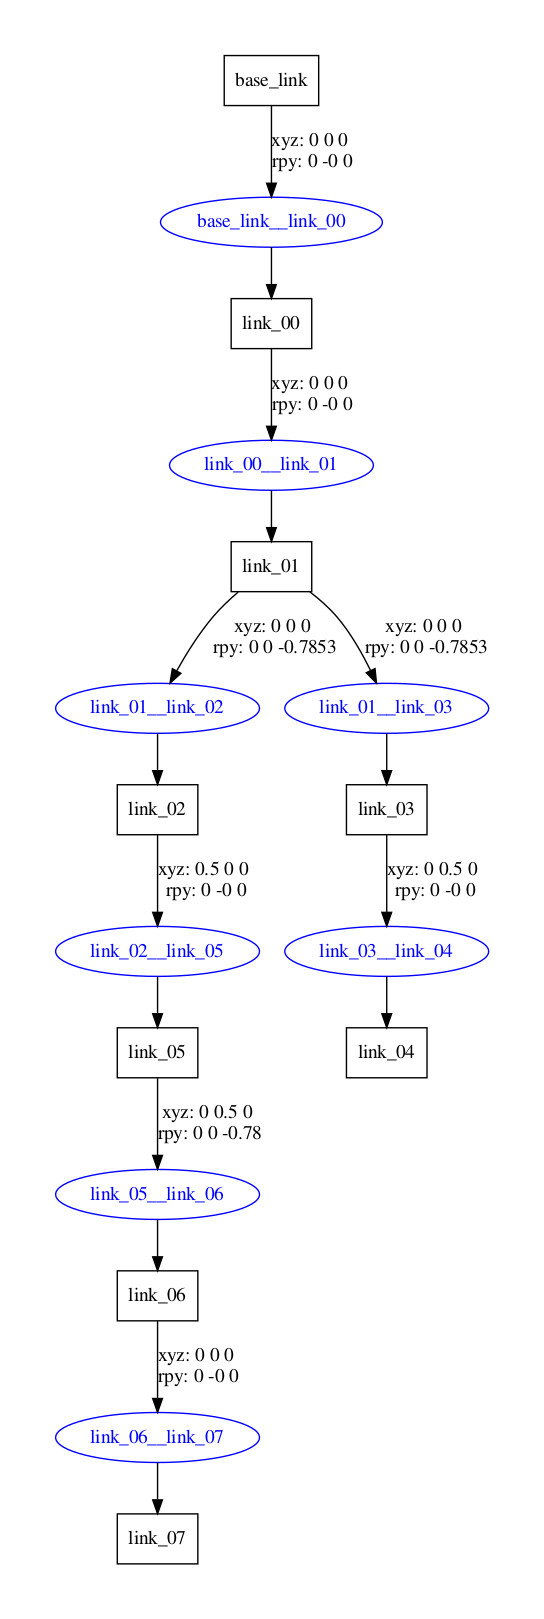 base_link
xyz: 0 0 0
rpy: 0 -0 0
base_link__link_00
link_00
xyz: 0 0 0
rpy: 0 -0 0
link_00__link_01
link_01
xyz: 0 0 0
rpy: 0 0 -0.7853
xyz: 0 0 0
rpy: 0 0 -0.7853
link_01__link_02
link_01__link_03
link_02
link_03
xyz: 0.5 0 0
rpy: 0 -0 0
xyz: 0 0.5 0
rpy: 0 -0 0
link_02__link_05
link_03__link_04
link_05
link_04
xyz: 0 0.5 0
rpy: 0 0 -0.78
link_05__link_06
link_06
xyz: 0 0 0
rpy: 0 -0 0
link_06__link_07
link_07